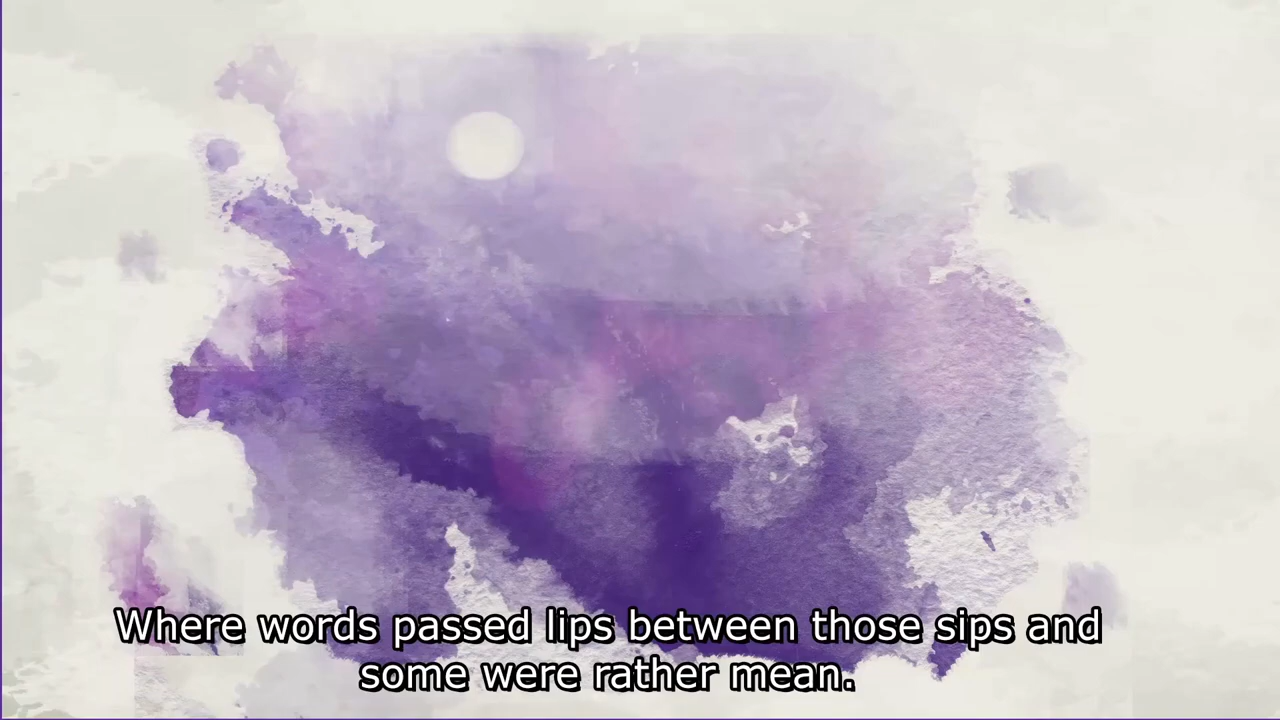 Where words passed lips between those sips and
some were rather mean.